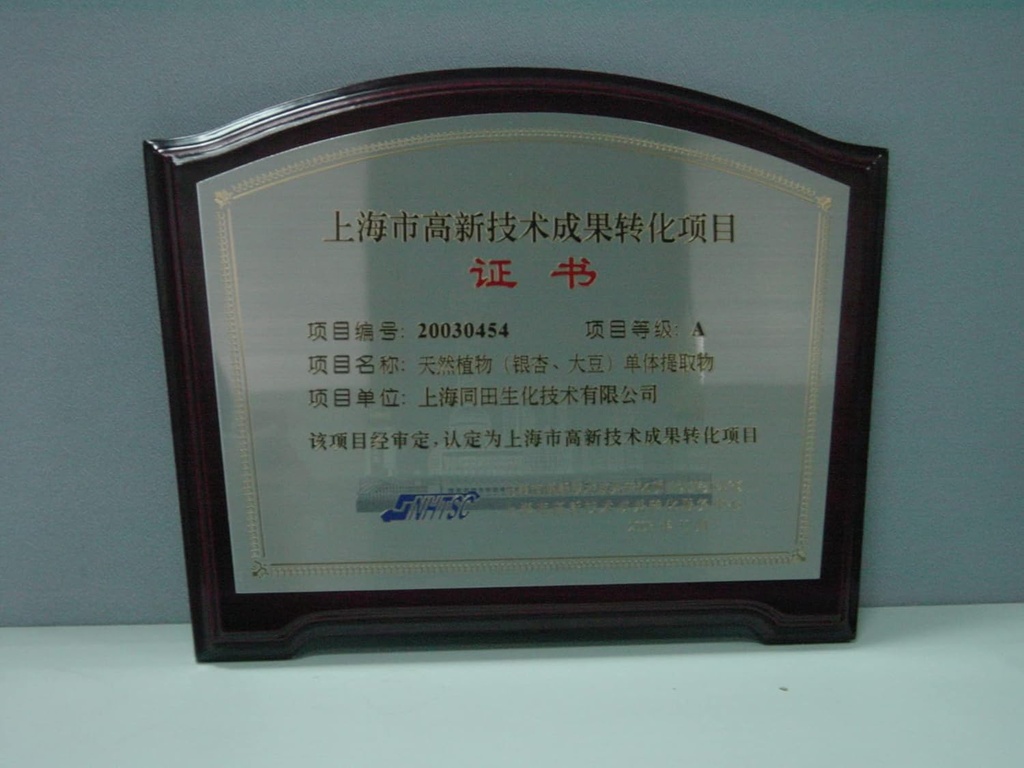 上海市高新技术成果转化项目
证 书
项目编号: 20030454 项目等级: A
项目名称: 天然植物（银杏、大豆）单体提取物
项目单位: 上海同田生化技术有限公司
该项目经审定,认定为上海市高新技术成果转化项目
SNHTSC